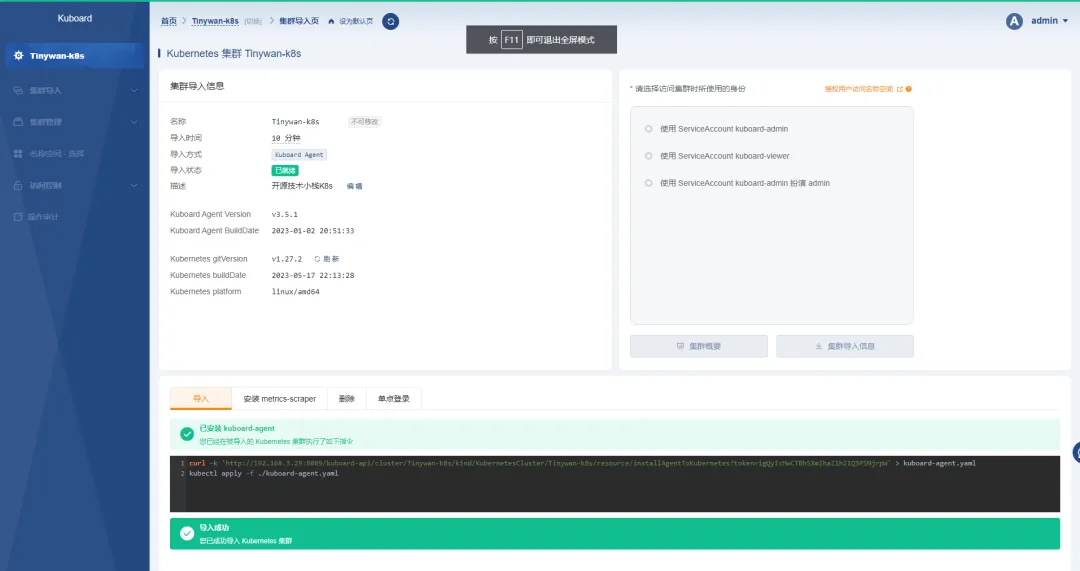 Kuboard
首页 > Tinywan-k8s [切换] > 集群导入页 设为默认页
A admin
按 F11 即可退出全屏模式
Tinywan-k8s
集群导入
集群管理
名称空间 - 选择
访问控制
操作审计
Kubernetes 集群 Tinywan-k8s
集群导入信息
名称 Tinywan-k8s 不可修改
导入时间 10 分钟
导入方式 Kuboard Agent
导入状态 已就绪
描述 开源技术小栈K8s 编辑
Kuboard Agent Version v3.5.1
Kuboard Agent BuildDate 2023-01-02 20:51:33
Kubernetes gitVersion v1.27.2 刷新
Kubernetes buildDate 2023-05-17 22:13:28
Kubernetes platform linux/amd64
* 请选择访问集群时所使用的身份 授权用户访问名称空间
使用 ServiceAccount kuboard-admin
使用 ServiceAccount kuboard-viewer
使用 ServiceAccount kuboard-admin 扮演 admin
集群概要 集群导入信息
导入 安装 metrics-scraper 删除 单点登录
已安装 kuboard-agent
您已经在被导入的 Kubernetes 集群执行了如下指令
1 curl -k 'http://192.168.3.29:8009/kuboard-api/cluster/Tinywan-k8s/kind/KubernetesCluster/Tinywan-k8s/resource/installAgentToKubernetes?token= > kuboard-agent.yaml
2 kubectl apply -f ./kuboard-agent.yaml
导入成功
您已成功导入 Kubernetes 集群